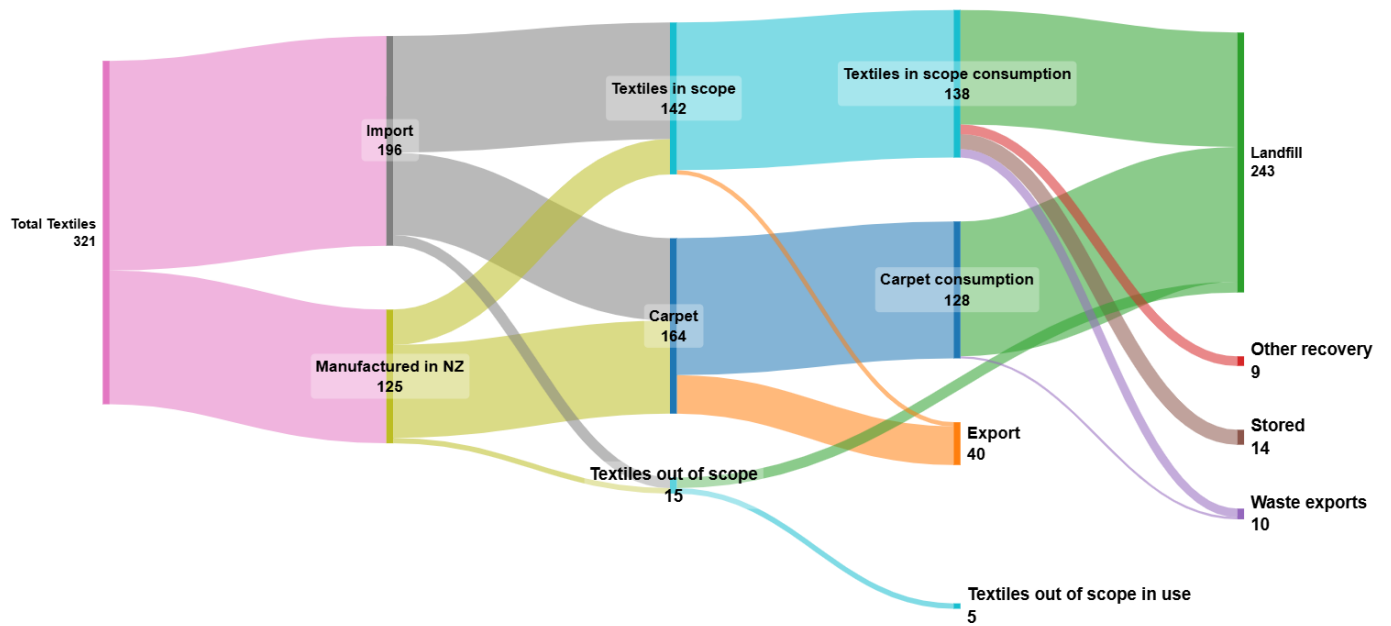 Total Textiles
321
Import
196
Manufactured in NZ
125
Textiles in scope
142
Carpet
164
Textiles out of scope
15
Textiles in scope consumption
138
Carpet consumption
128
Export
40
Textiles out of scope in use
5
Landfill
243
Other recovery
9
Stored
14
Waste exports
10